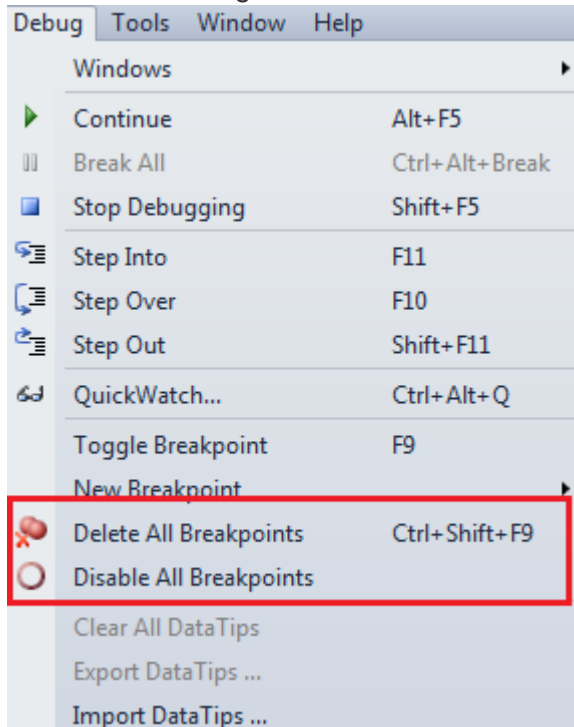 Debug Tools Window Help
Windows
Continue Alt+F5
Break All Ctrl+Alt+Break
Stop Debugging Shift+F5
Step Into F11
Step Over F10
Step Out Shift+F11
QuickWatch... Ctrl+Alt+Q
Toggle Breakpoint F9
New Breakpoint
Delete All Breakpoints Ctrl+Shift+F9
Disable All Breakpoints
Clear All DataTips
Export DataTips ...
Import DataTips ...